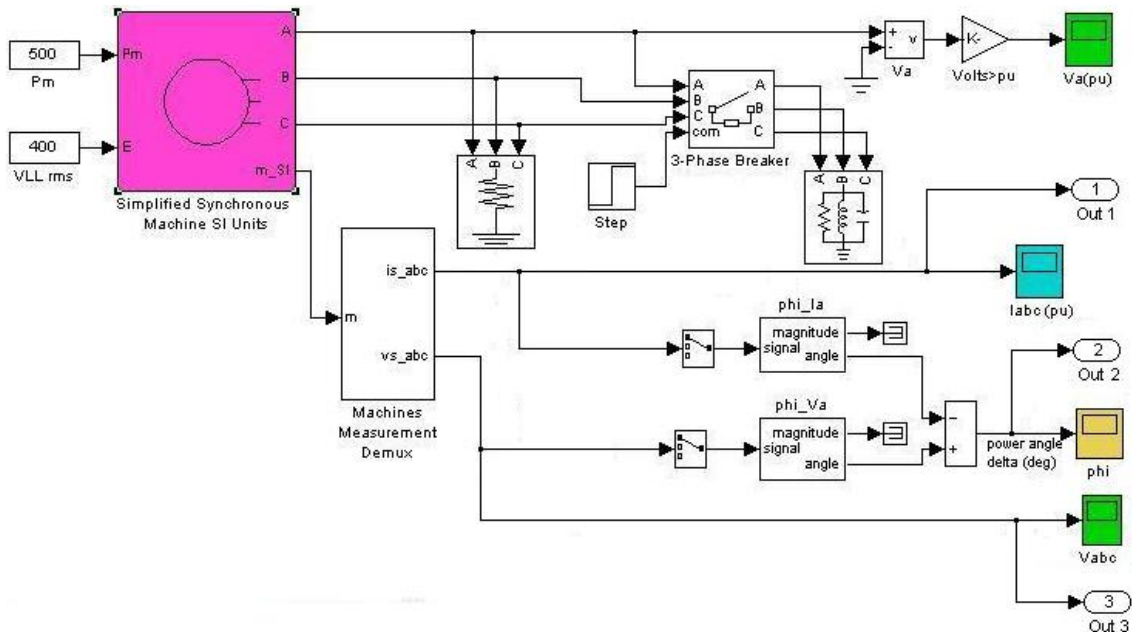 500
Pm
400
VLL rms
Pm
E
A
B
C
m_SI
Simplified Synchronous
Machine SI Units
A B C
A
B
C
com
A
B
C
3-Phase Breaker
Step
A B C
+
-
v
Va
K-
Volts>pu
Va(pu)
1
Out 1
m
is_abc
vs_abc
Machines
Measurement
Demux
Iabc (pu)
phi_Ia
magnitude
signal
angle
2
Out 2
phi_Va
magnitude
signal
angle
-
+
power angle
delta (deg)
phi
Vabc
3
Out 3